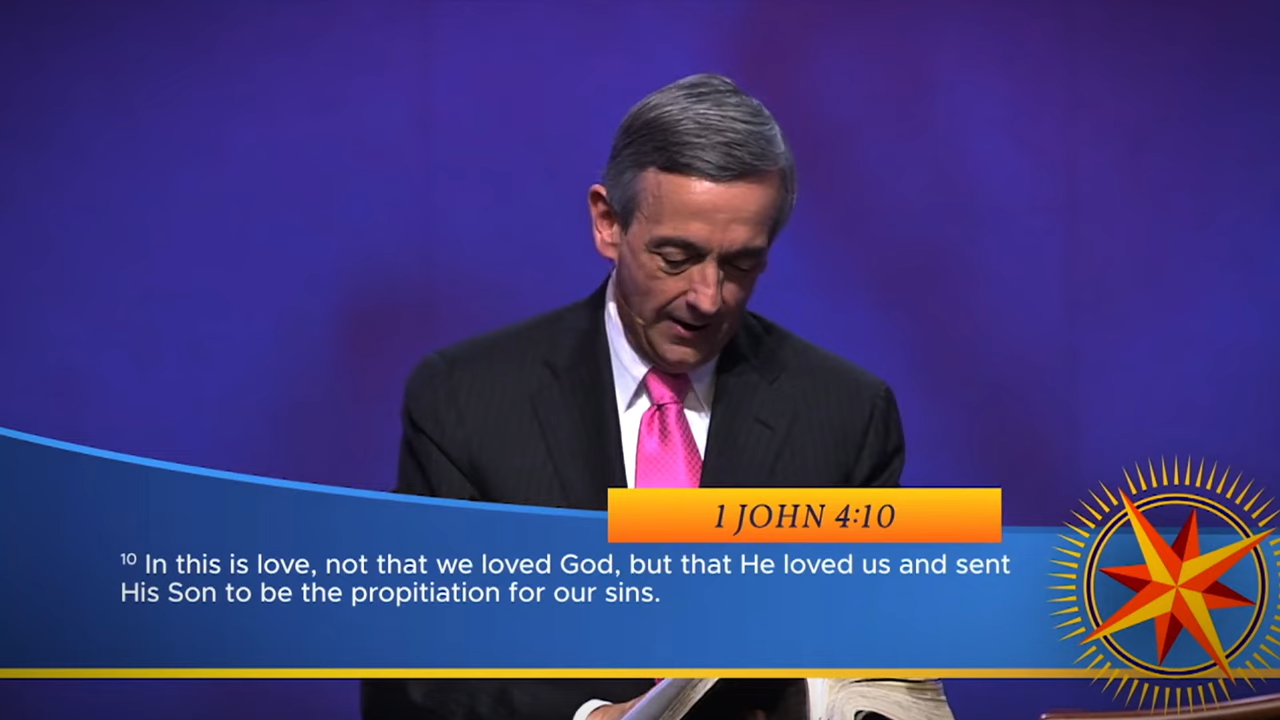 1 JOHN 4:10
¹⁰ In this is love, not that we loved God, but that He loved us and sent
His Son to be the propitiation for our sins.